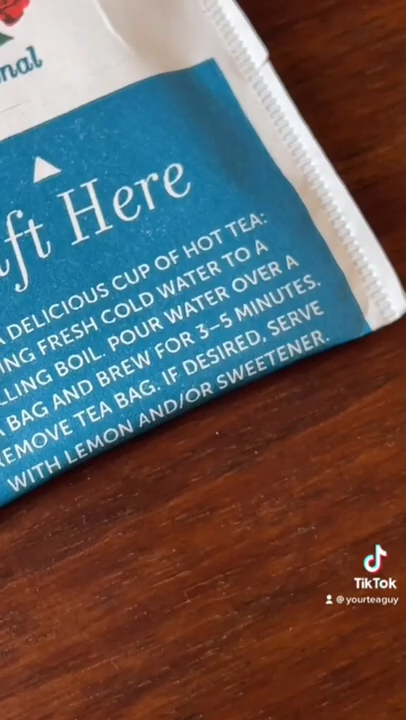 nal
ft Here
A DELICIOUS CUP OF HOT TEA:
ING FRESH COLD WATER TO A
LLING BOIL. POUR WATER OVER A
A BAG AND BREW FOR 3–5 MINUTES.
REMOVE TEA BAG. IF DESIRED, SERVE
WITH LEMON AND/OR SWEETENER.
TikTok
@yourteaguy